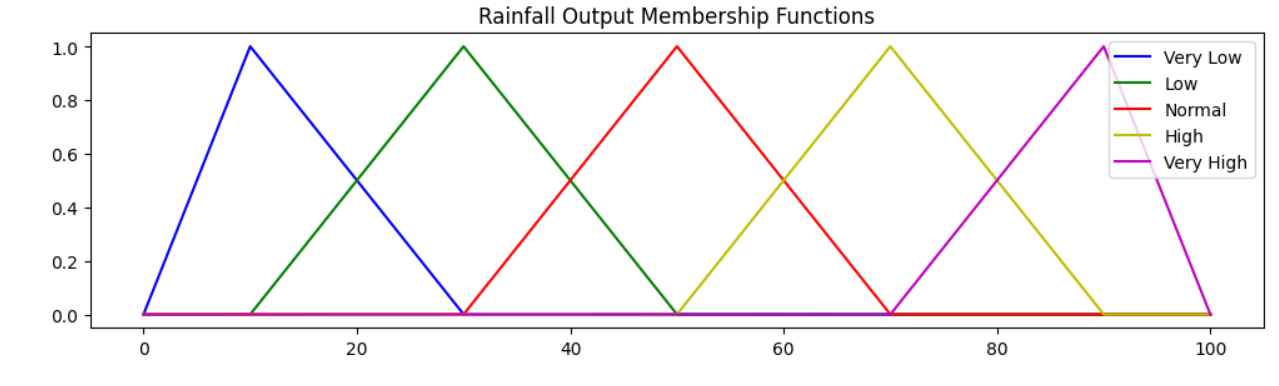 Rainfall Output Membership Functions
1.0
0.8
0.6
0.4
0.2
0.0
0 20 40 60 80 100
Very Low
Low
Normal
High
Very High